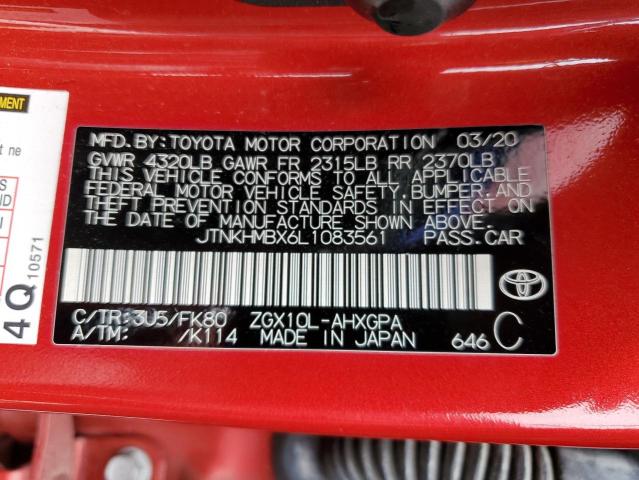 MFD. BY: TOYOTA MOTOR CORPORATION 03/20
GVWR 4320LB GAWR FR 2315LB RR 2370LB
THIS VEHICLE CONFORMS TO ALL APPLICABLE
FEDERAL MOTOR VEHICLE SAFETY, BUMPER, AND
THEFT PREVENTION STANDARDS IN EFFECT ON
THE DATE OF MANUFACTURE SHOWN ABOVE.
JTNKHMBX6L1083561 PASS. CAR
C/TR: 3U5/FK80 ZGX10L-AHXGPA
A/TM: /K114 MADE IN JAPAN 646 C
4Q 10571